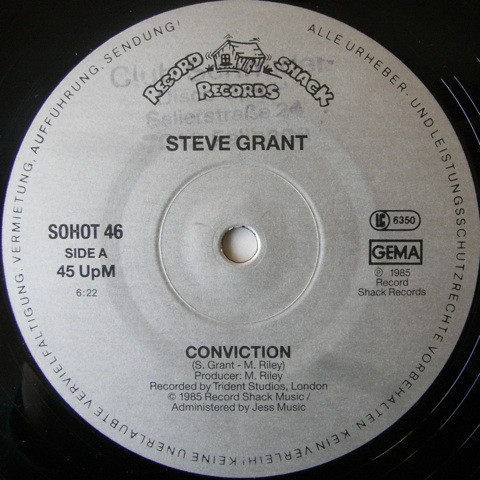 ALLE URHEBER- UND LEISTUNGSSCHUTZRECHTE VORBEHALTEN. KEIN VERLEIH! KEINE UNERLAUBTE VERVIELFÄLTIGUNG, VERMIETUNG, AUFFÜHRUNG, SENDUNG!
RECORD SHACK
RECORDS
Sallerstraße 24
STEVE GRANT
SOHOT 46
SIDE A
45 UpM
6:22
LC 6350
GEMA
℗ 1985
Record
Shack Records
CONVICTION
(S. Grant - M. Riley)
Producer: M. Riley
Recorded by Trident Studios, London
© 1985 Record Shack Music /
Administered by Jess Music